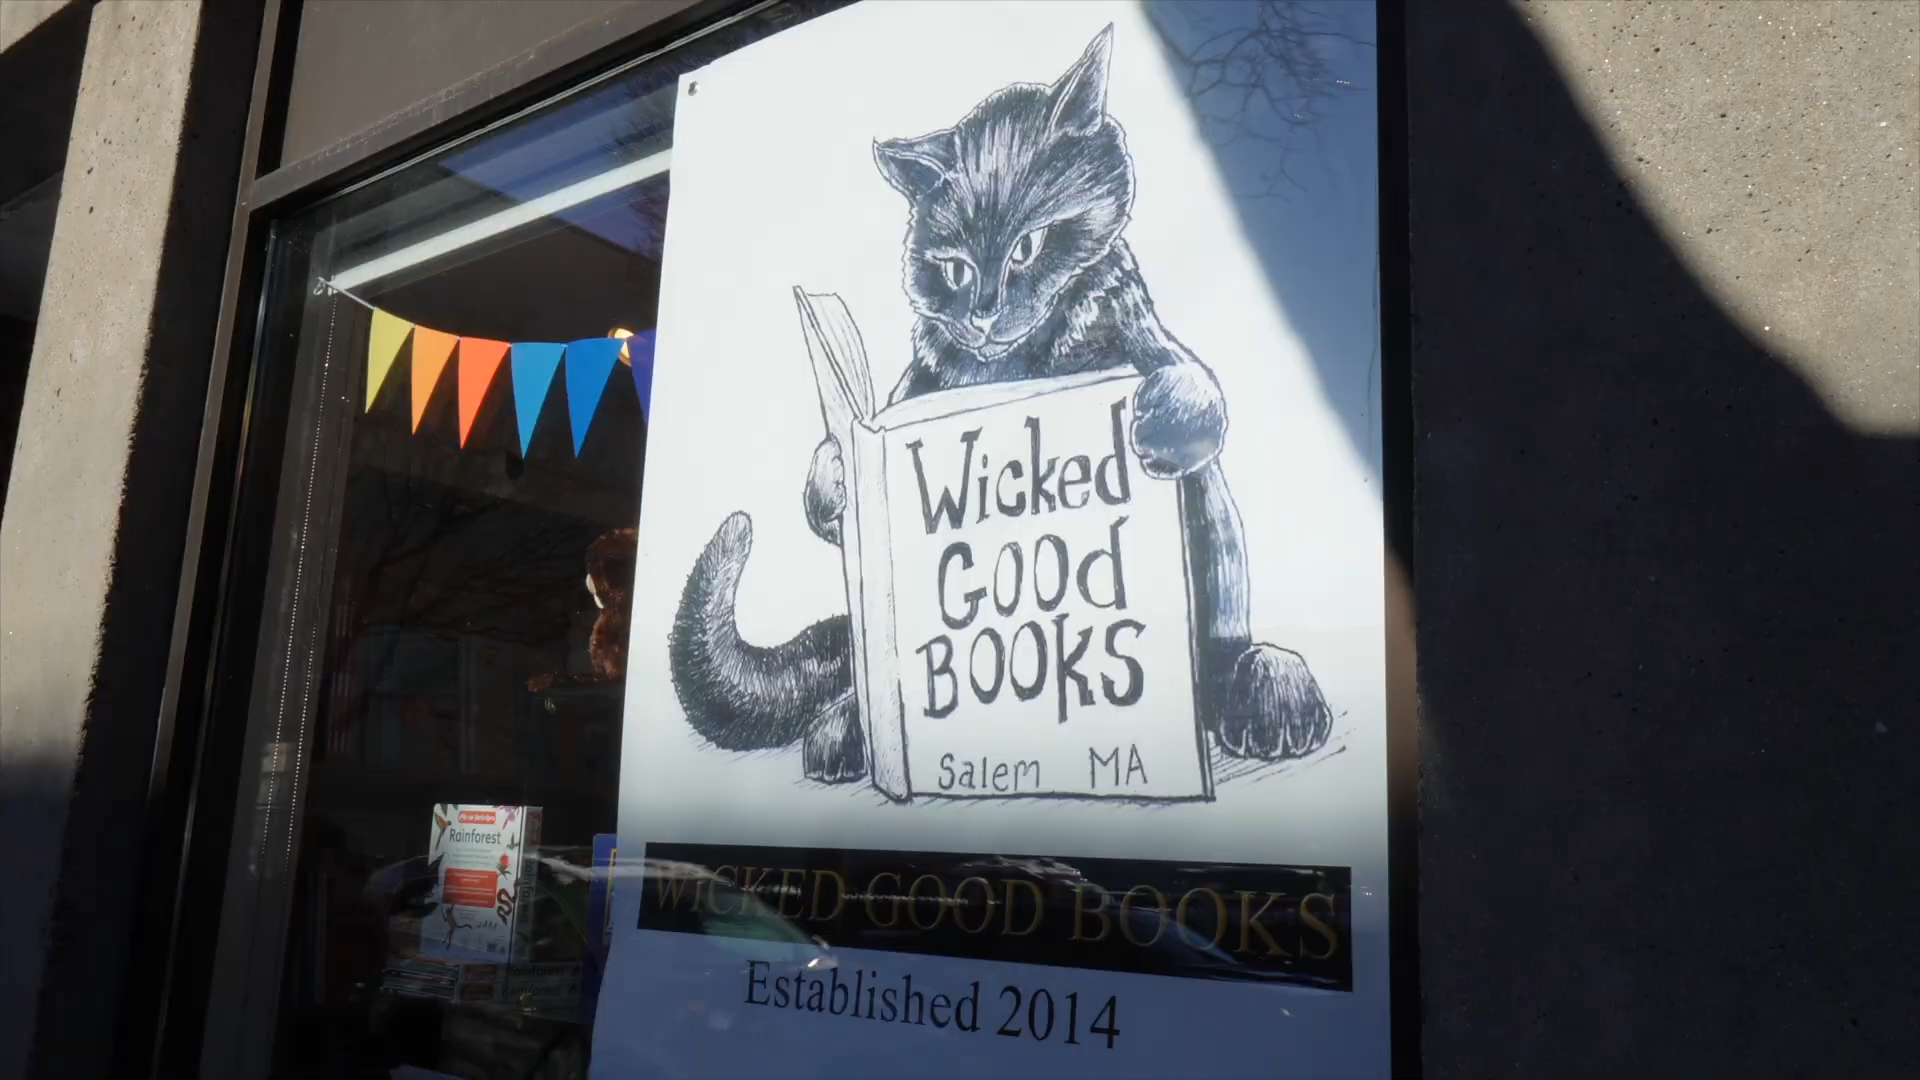 Wicked
Good
Books
Salem MA
WICKED GOOD BOOKS
Established 2014
Rainforest